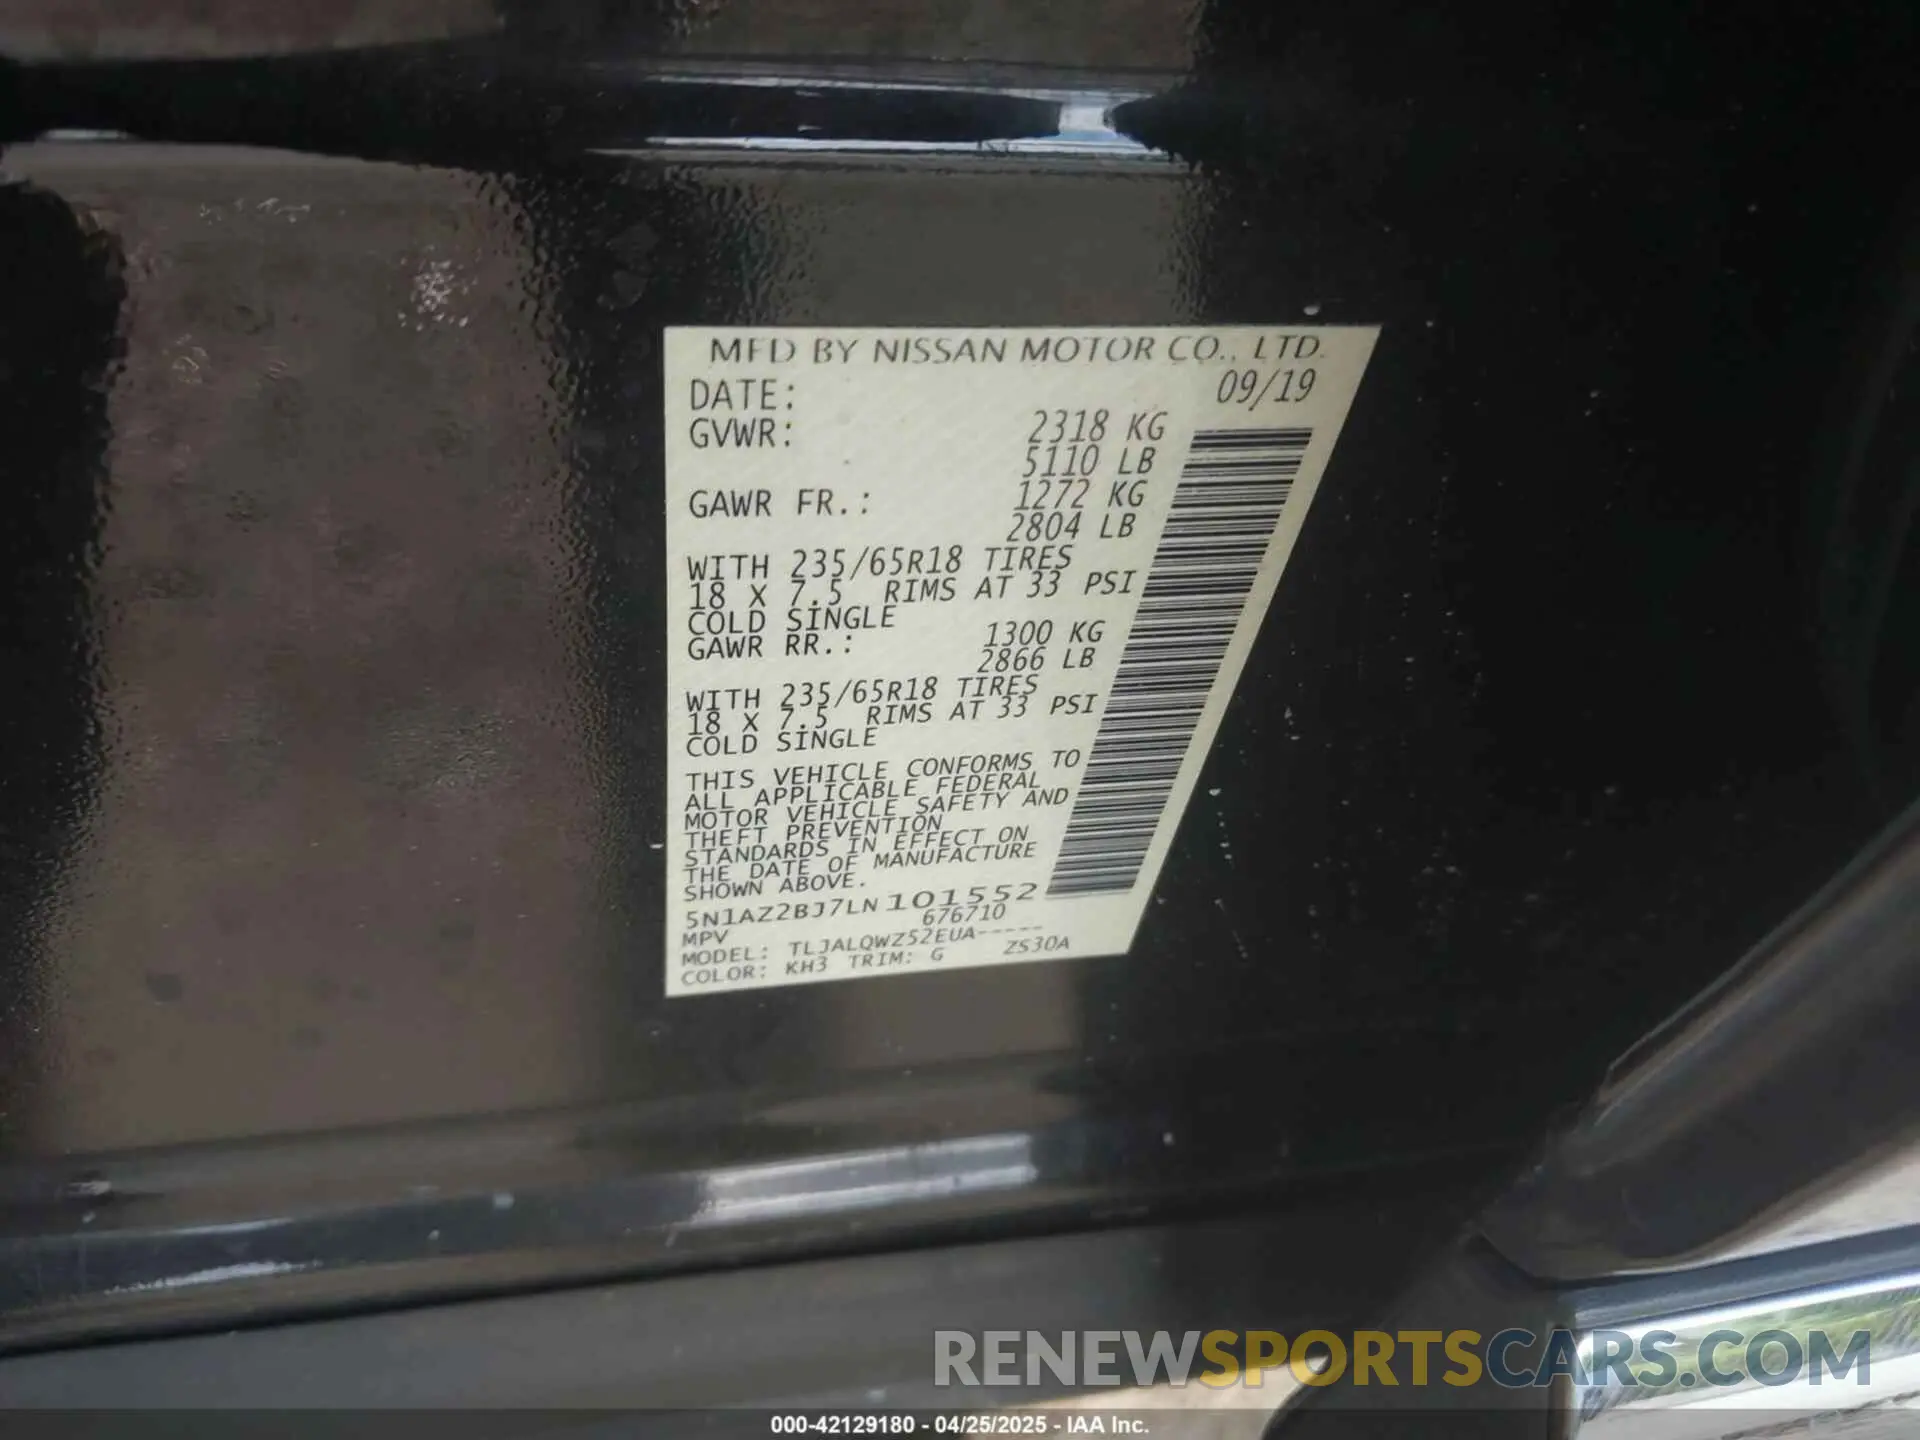 MFD BY NISSAN MOTOR CO., LTD.
DATE: 09/19
GVWR: 2318 KG
5110 LB
GAWR FR.: 1272 KG
2804 LB
WITH 235/65R18 TIRES
18 X 7.5 RIMS AT 33 PSI
COLD SINGLE
GAWR RR.: 1300 KG
2866 LB
WITH 235/65R18 TIRES
18 X 7.5 RIMS AT 33 PSI
COLD SINGLE
THIS VEHICLE CONFORMS TO
ALL APPLICABLE FEDERAL
MOTOR VEHICLE SAFETY AND
THEFT PREVENTION
STANDARDS IN EFFECT ON
THE DATE OF MANUFACTURE
SHOWN ABOVE.
5N1AZ2BJ7LN101552
MPV 676710
MODEL: TLJALQWZ52EUA-----
COLOR: KH3 TRIM: G ZS30A
RENEWSPORTSCARS.COM
000-42129180 - 04/25/2025 - IAA Inc.